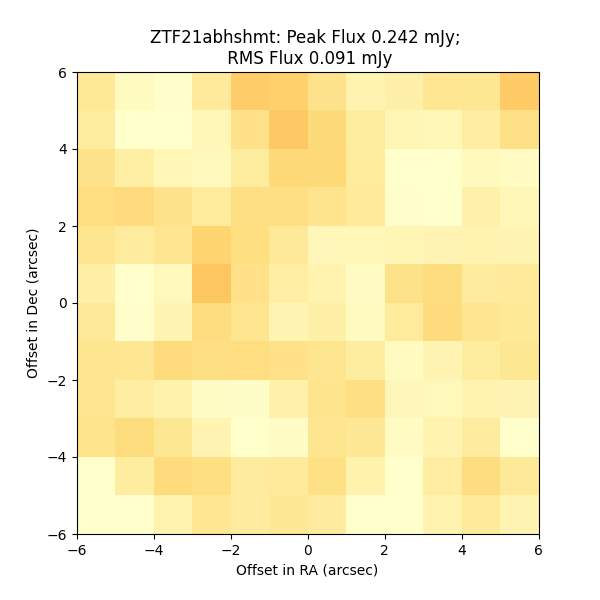 ZTF21abhshmt: Peak Flux 0.242 mJy;
RMS Flux 0.091 mJy
6
4
2
0
−2
−4
−6
Offset in Dec (arcsec)
−6 −4 −2 0 2 4 6
Offset in RA (arcsec)